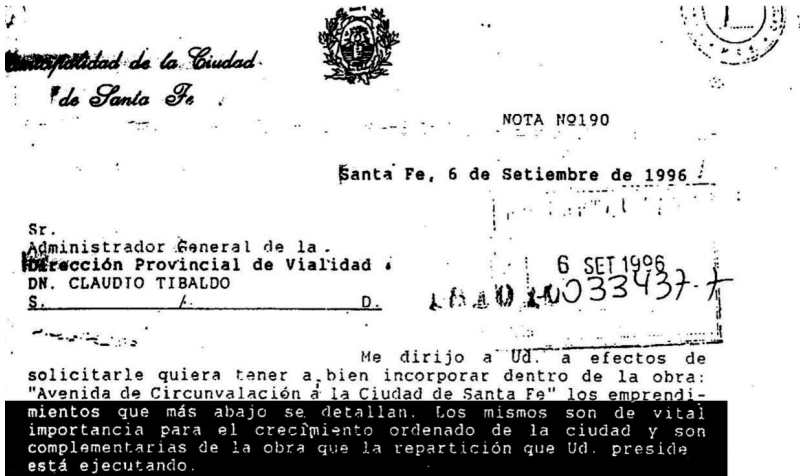 de la Ciudad
de Santa Fe
NOTA Nº190
Santa Fe, 6 de Setiembre de 1996
Sr.
Administrador General de la
Dirección Provincial de Vialidad
DN. CLAUDIO TIBALDO
S. / D.
6 SET 1996
033437-7
Me dirijo a Ud. a efectos de
solicitarle quiera tener a bien incorporar dentro de la obra:
"Avenida de Circunvalación a la Ciudad de Santa Fe" los emprendi-
mientos que más abajo se detallan. Los mismos son de vital
importancia para el crecimiento ordenado de la ciudad y son
complementarias de la obra que la repartición que Ud. preside
está ejecutando.